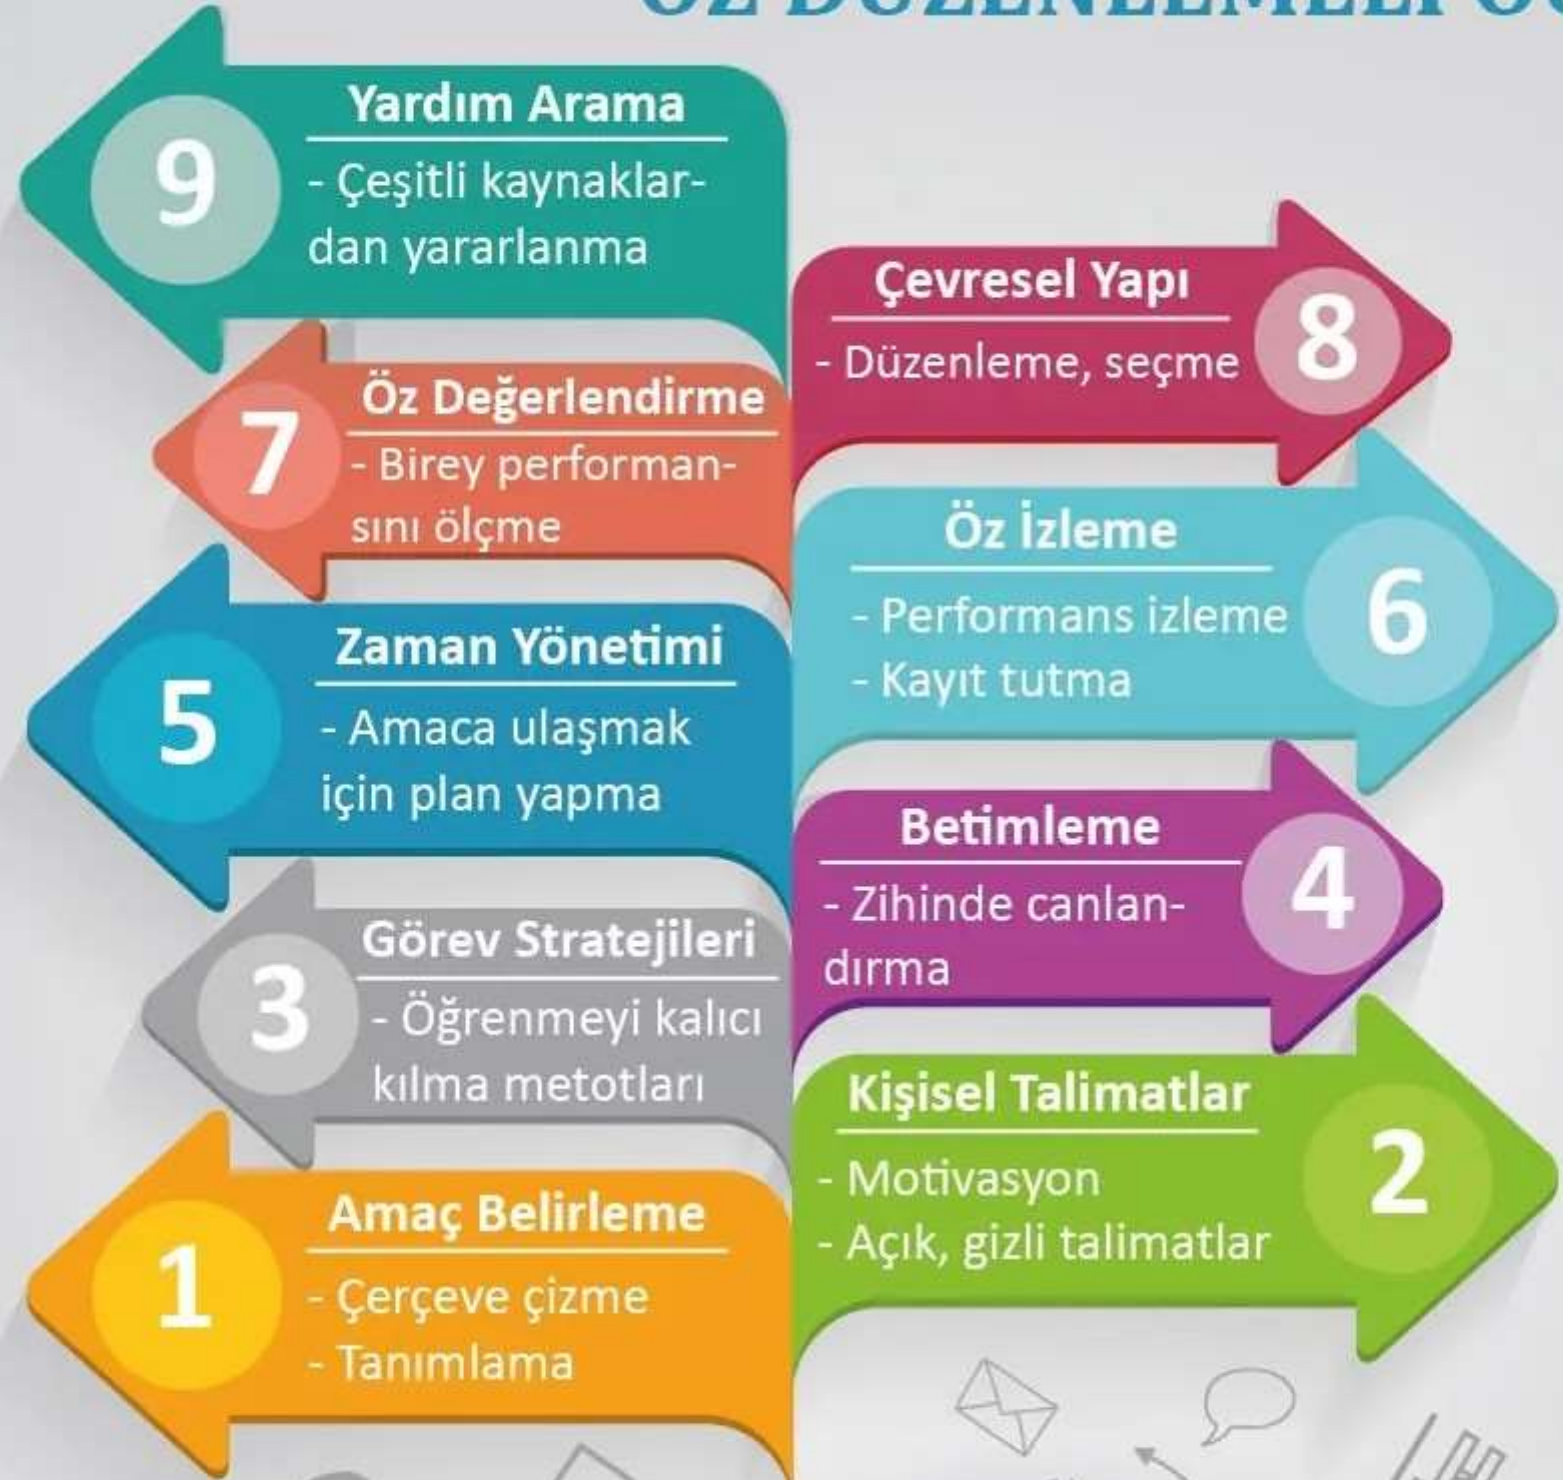 ÖZ DÜZENLEMELİ
9
Yardım Arama
- Çeşitli kaynaklar-
dan yararlanma
Çevresel Yapı
- Düzenleme, seçme
8
7
Öz Değerlendirme
- Birey performan-
sını ölçme
Öz İzleme
- Performans izleme
- Kayıt tutma
6
5
Zaman Yönetimi
- Amaca ulaşmak
için plan yapma
Betimleme
- Zihinde canlan-
dırma
4
3
Görev Stratejileri
- Öğrenmeyi kalıcı
kılma metotları
Kişisel Talimatlar
- Motivasyon
- Açık, gizli talimatlar
2
1
Amaç Belirleme
- Çerçeve çizme
- Tanımlama